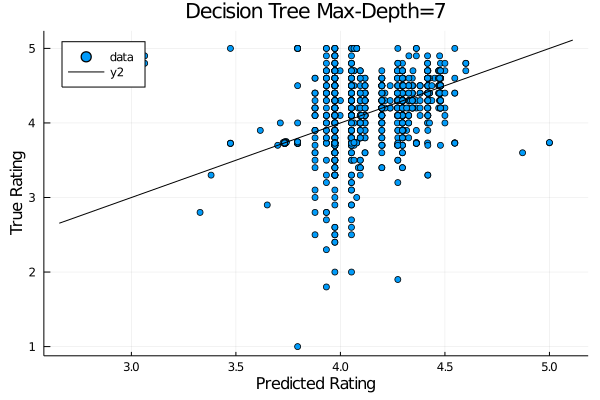 Decision Tree Max-Depth=7
data
y2
5
4
3
2
1
True Rating
3.0 3.5 4.0 4.5 5.0
Predicted Rating